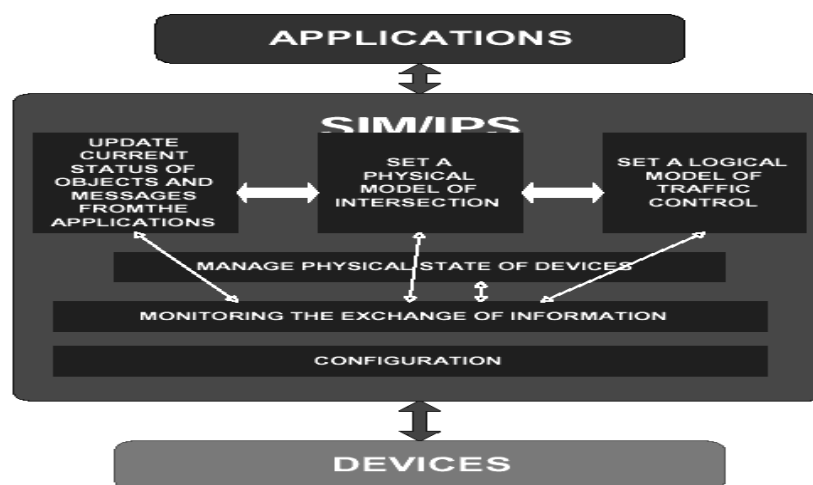 APPLICATIONS
SIM/IPS
UPDATE
CURRENT
STATUS OF
OBJECTS AND
MESSAGES
FROMTHE
APPLICATIONS
SET A
PHYSICAL
MODEL OF
INTERSECTION
SET A LOGICAL
MODEL OF
TRAFFIC
CONTROL
MANAGE PHYSICAL STATE OF DEVICES
MONITORING THE EXCHANGE OF INFORMATION
CONFIGURATION
DEVICES